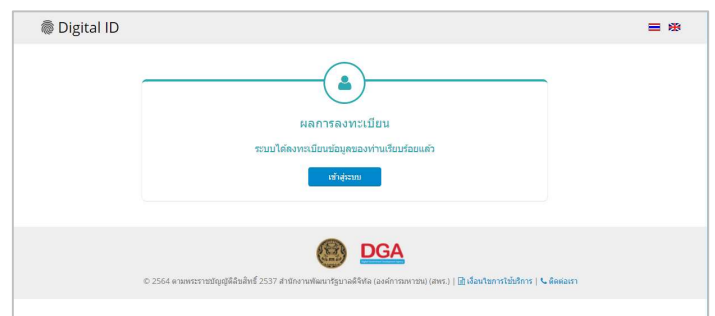 Digital ID
ผลการลงทะเบียน
ระบบได้ลงทะเบียนข้อมูลของท่านเรียบร้อยแล้ว
เข้าสู่ระบบ
DGA
© 2564 ตามพระราชบัญญัติลิขสิทธิ์ 2537 สำนักงานพัฒนารัฐบาลดิจิทัล (องค์การมหาชน) (สพร.) | เงื่อนไขการใช้บริการ | ติดต่อเรา